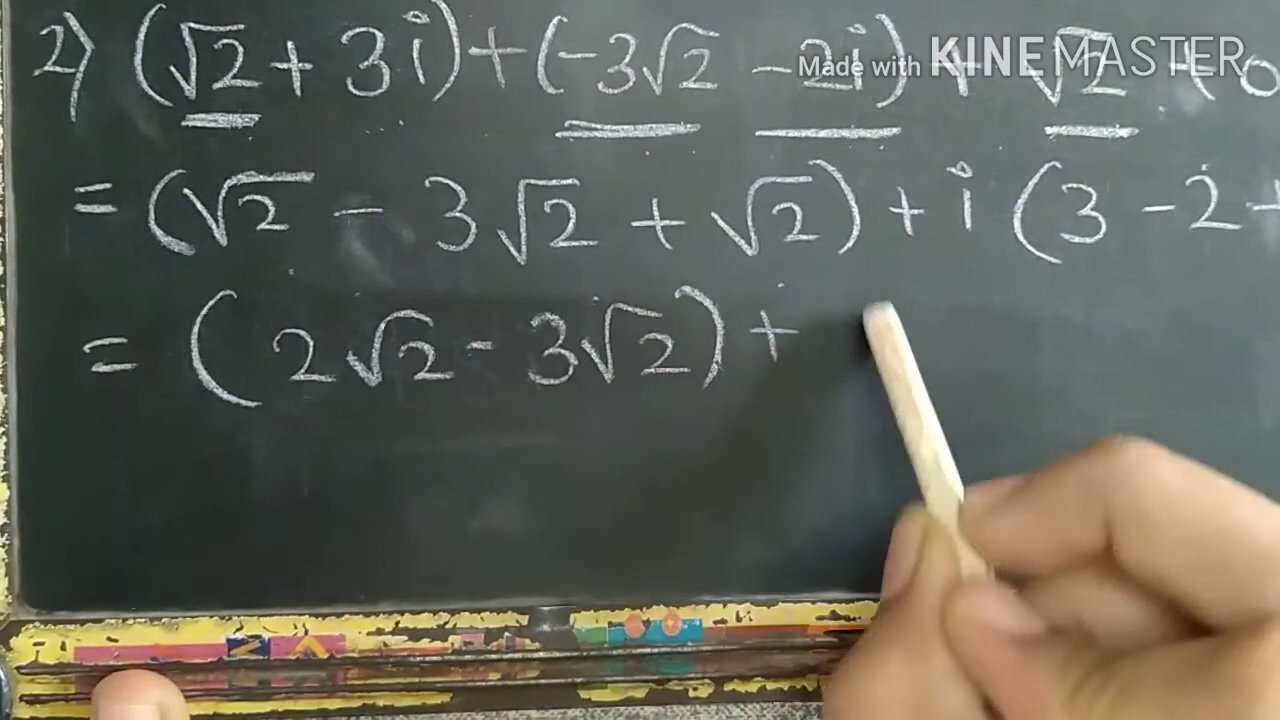 2) (√2 + 3i) + (-3√2 - 2i) + √2 + (0
Made with KINEMASTER
= (√2 - 3√2 + √2) + i (3 - 2 +
= (2√2 - 3√2) +